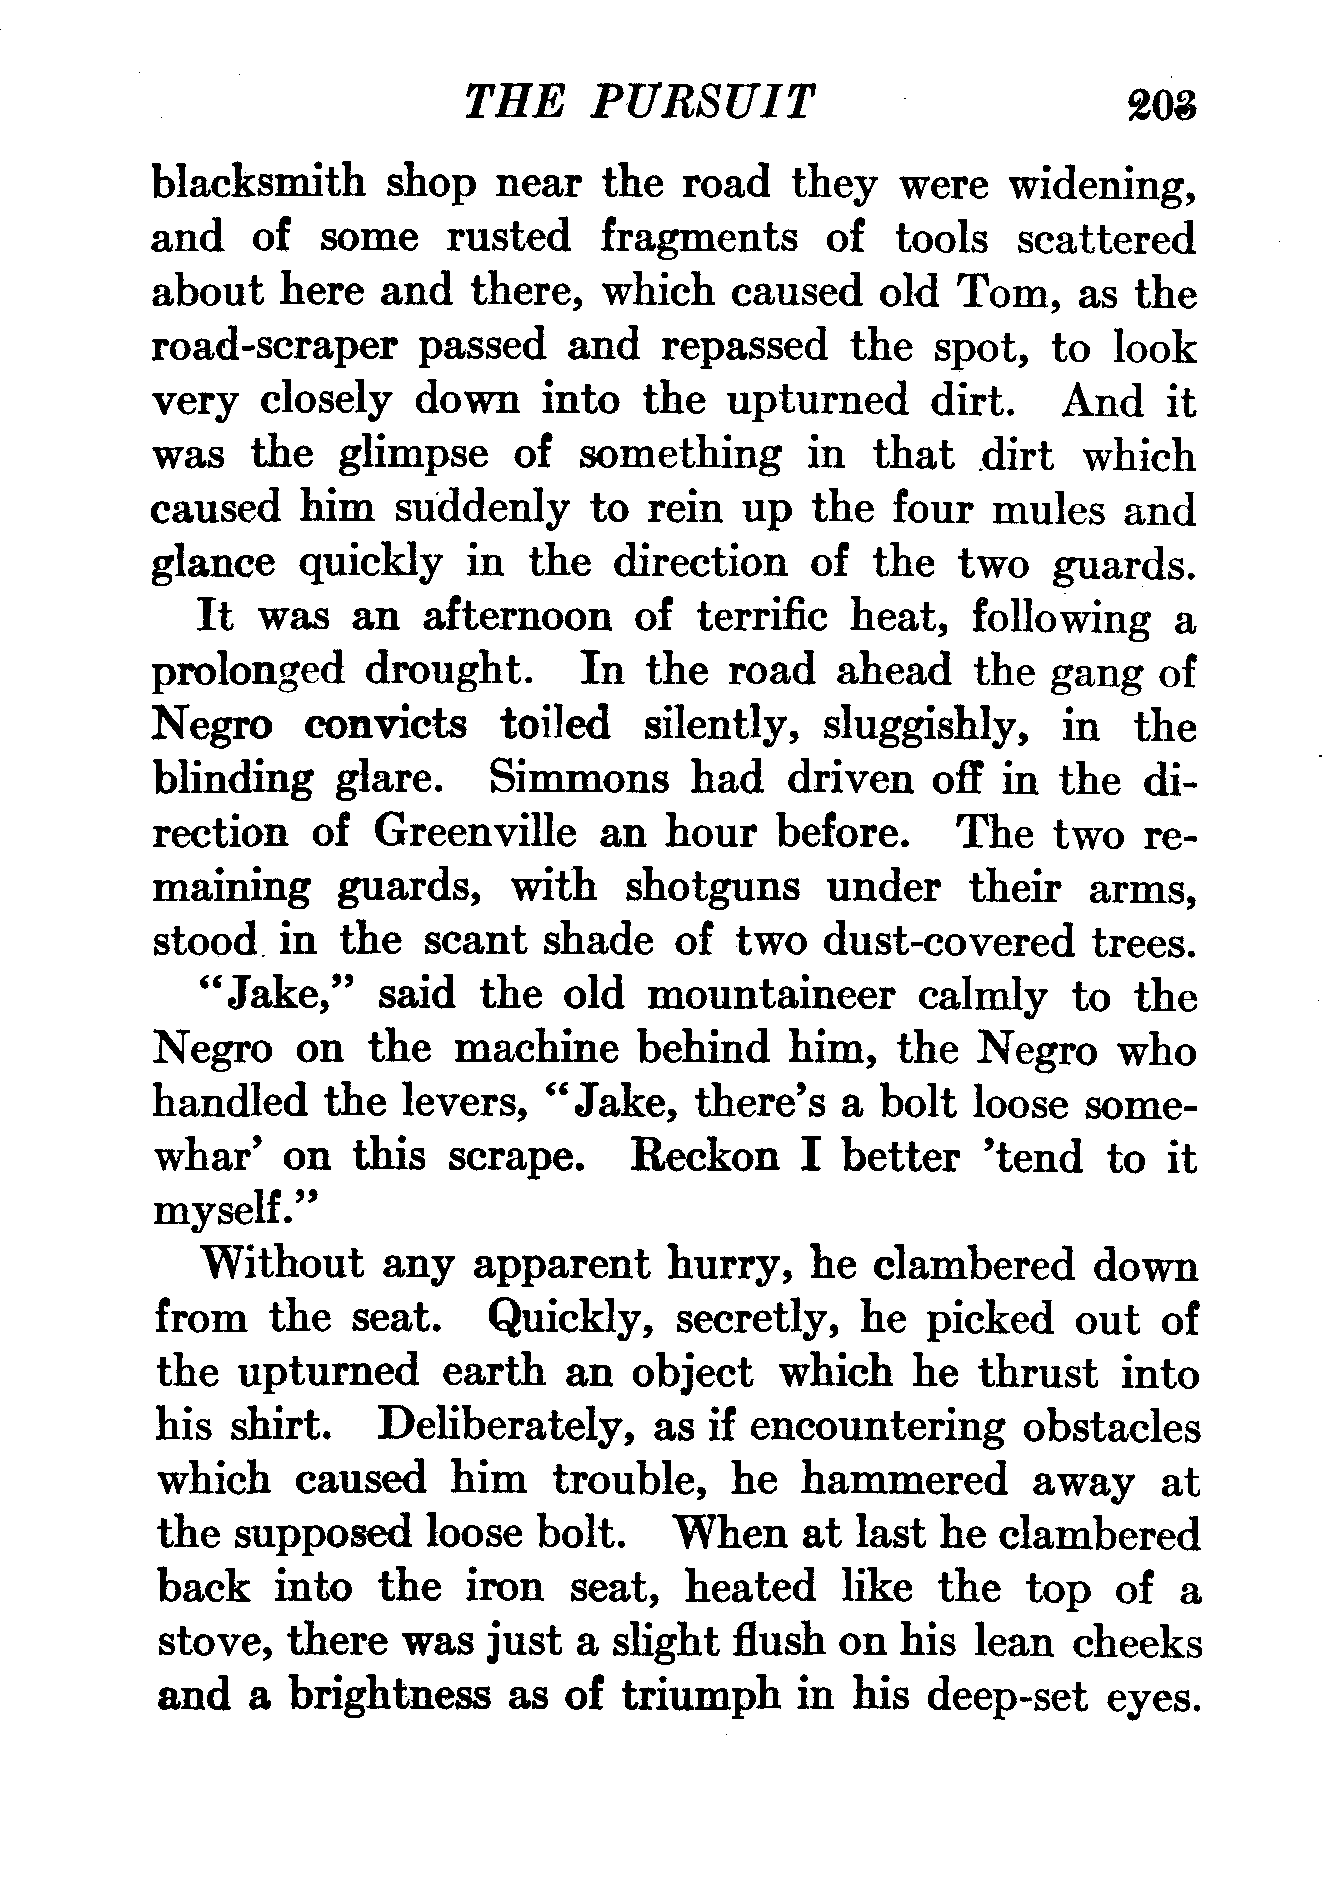 THE PURSUIT 203
blacksmith shop near the road they were widening,
and of some rusted fragments of tools scattered
about here and there, which caused old Tom, as the
road-scraper passed and repassed the spot, to look
very closely down into the upturned dirt. And it
was the glimpse of something in that dirt which
caused him suddenly to rein up the four mules and
glance quickly in the direction of the two guards.
It was an afternoon of terrific heat, following a
prolonged drought. In the road ahead the gang of
Negro convicts toiled silently, sluggishly, in the
blinding glare. Simmons had driven off in the di-
rection of Greenville an hour before. The two re-
maining guards, with shotguns under their arms,
stood in the scant shade of two dust-covered trees.
“Jake,” said the old mountaineer calmly to the
Negro on the machine behind him, the Negro who
handled the levers, “Jake, there’s a bolt loose some-
whar’ on this scrape. Reckon I better ’tend to it
myself.”
Without any apparent hurry, he clambered down
from the seat. Quickly, secretly, he picked out of
the upturned earth an object which he thrust into
his shirt. Deliberately, as if encountering obstacles
which caused him trouble, he hammered away at
the supposed loose bolt. When at last he clambered
back into the iron seat, heated like the top of a
stove, there was just a slight flush on his lean cheeks
and a brightness as of triumph in his deep-set eyes.